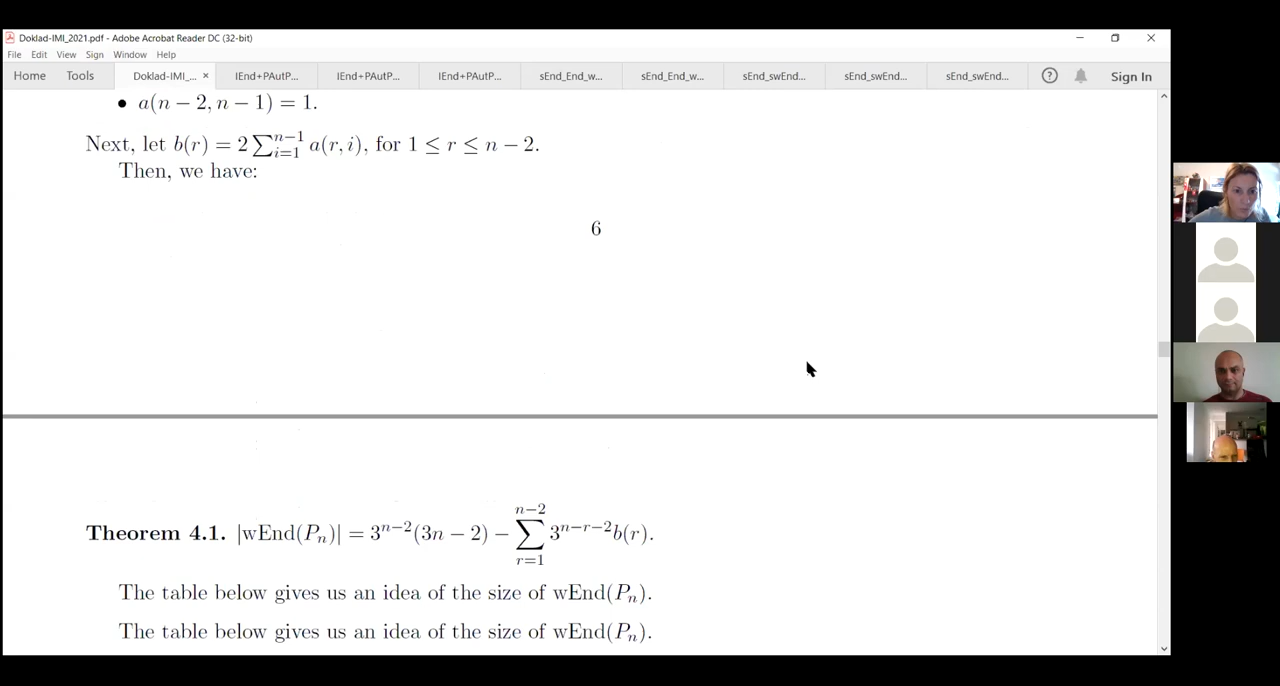 Doklad-IMI_2021.pdf - Adobe Acrobat Reader DC (32-bit)
File Edit View Sign Window Help
Home Tools Doklad-IMI_... × IEnd+PAutP... IEnd+PAutP... IEnd+PAutP... sEnd_End_w... sEnd_End_w... sEnd_swEnd... sEnd_swEnd... sEnd_swEnd... Sign In
• a(n − 2, n − 1) = 1.
Next, let b(r) = 2∑_{i=1}^{n−1} a(r, i), for 1 ≤ r ≤ n − 2.
Then, we have:
6
Theorem 4.1. |wEnd(Pₙ)| = 3^{n−2}(3n − 2) − ∑_{r=1}^{n−2} 3^{n−r−2}b(r).
The table below gives us an idea of the size of wEnd(Pₙ).
The table below gives us an idea of the size of wEnd(Pₙ).